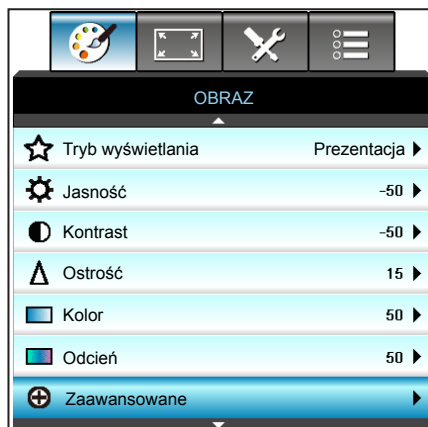 OBRAZ
Tryb wyświetlania Prezentacja
Jasność -50
Kontrast -50
Ostrość 15
Kolor 50
Odcień 50
Zaawansowane